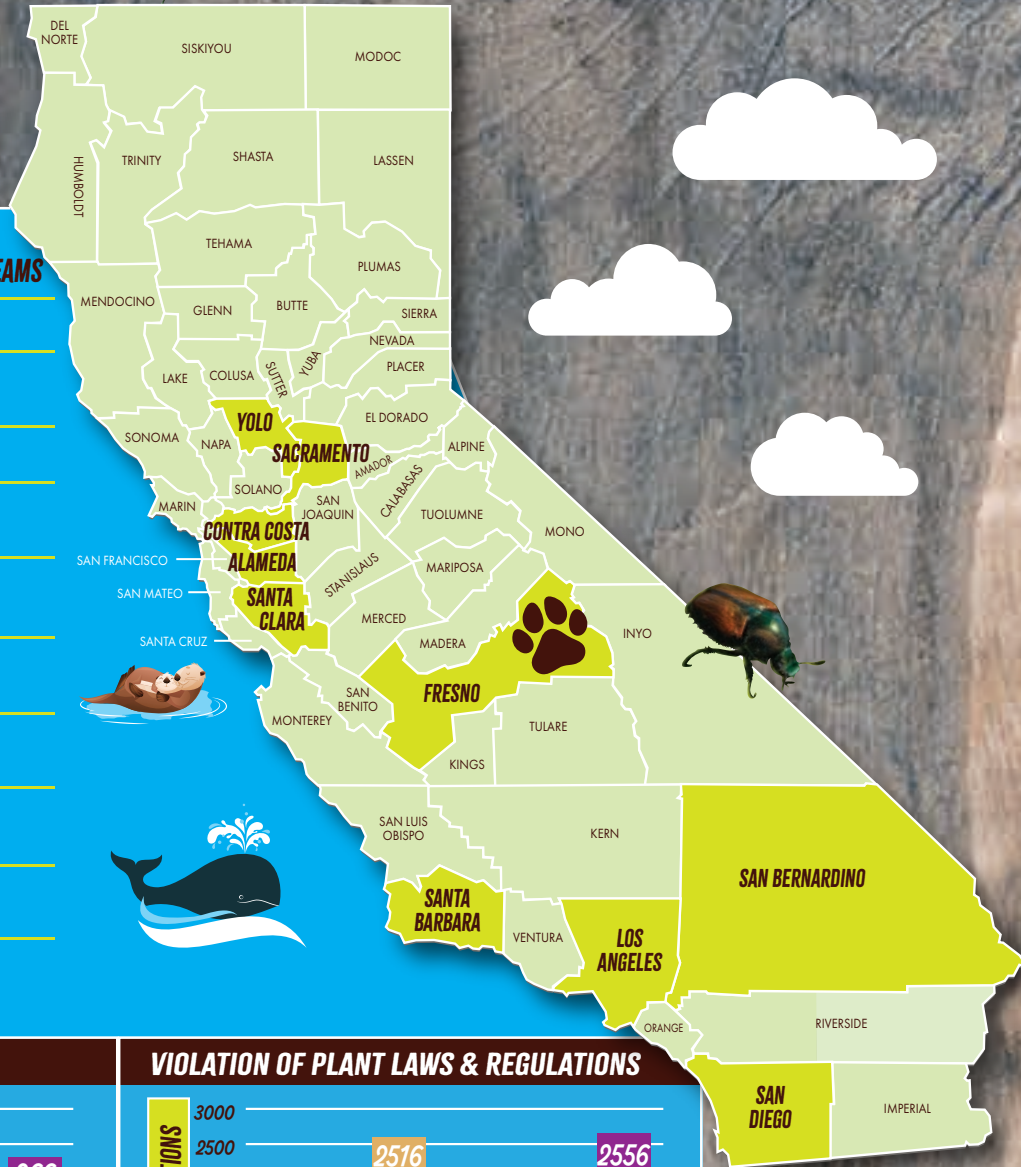 DEL
NORTE
SISKIYOU
MODOC
HUMBOLDT
TRINITY
SHASTA
LASSEN
TEHAMA
PLUMAS
MENDOCINO
GLENN
BUTTE
SIERRA
NEVADA
YUBA
PLACER
LAKE
COLUSA
SUTTER
YOLO
EL DORADO
SONOMA
NAPA
SACRAMENTO
ALPINE
AMADOR
SOLANO
CALABASAS
MARIN
SAN
JOAQUIN
TUOLUMNE
MONO
CONTRA COSTA
SAN FRANCISCO
ALAMEDA
STANISLAUS
MARIPOSA
SAN MATEO
SANTA
CLARA
MERCED
INYO
SANTA CRUZ
MADERA
FRESNO
SAN
BENITO
MONTEREY
TULARE
KINGS
SAN LUIS
OBISPO
KERN
SAN BERNARDINO
SANTA
BARBARA
VENTURA
LOS
ANGELES
ORANGE
RIVERSIDE
SAN
DIEGO
IMPERIAL
VIOLATION OF PLANT LAWS & REGULATIONS
3000
2500
2516
2556